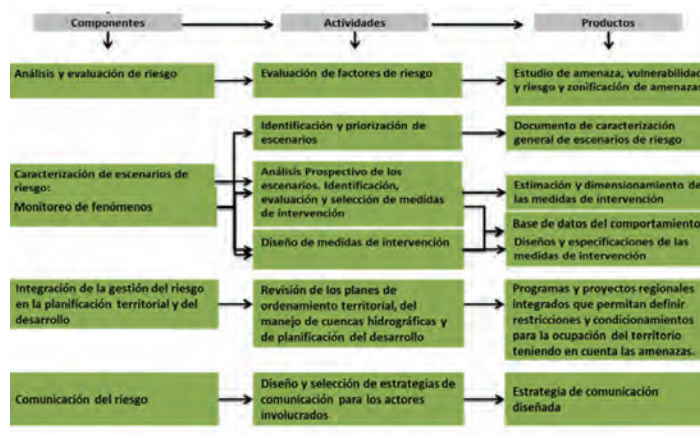 Componentes
Actividades
Productos
Análisis y evaluación de riesgo
Evaluación de factores de riesgo
Estudio de amenaza, vulnerabilidad
y riesgo y zonificación de amenazas
Identificación y priorización de
escenarios
Documento de caracterización
general de escenarios de riesgo
Caracterización de escenarios de
riesgo:
Monitoreo de fenómenos
Análisis Prospectivo de los
escenarios. Identificación,
evaluación y selección de medidas
de intervención
Estimación y dimensionamiento de
las medidas de intervención
Diseño de medidas de intervención
Base de datos del comportamiento
Diseños y especificaciones de las
medidas de intervención
Integración de la gestión del riesgo
en la planificación territorial y del
desarrollo
Revisión de los planes de
ordenamiento territorial, del
manejo de cuencas hidrográficas y
de planificación del desarrollo
Programas y proyectos regionales
integrados que permitan definir
restricciones y condicionamientos
para la ocupación del territorio
teniendo en cuenta las amenazas.
Comunicación del riesgo
Diseño y selección de estrategias de
comunicación para los actores
involucrados
Estrategia de comunicación
diseñada